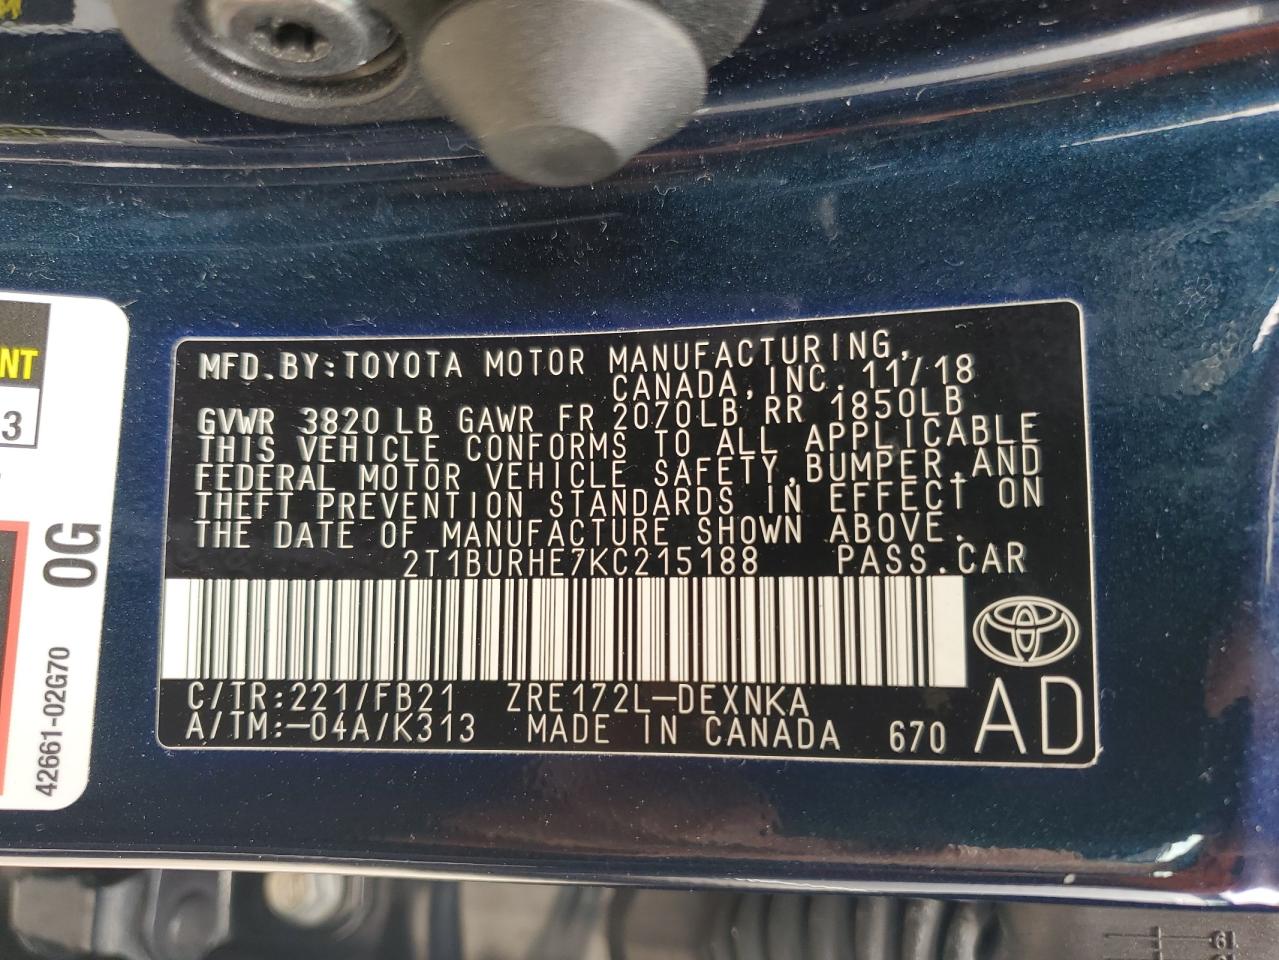 MFD.BY:TOYOTA MOTOR MANUFACTURING,
CANADA,INC. 11/18
GVWR 3820 LB GAWR FR 2070LB RR 1850LB
THIS VEHICLE CONFORMS TO ALL APPLICABLE
FEDERAL MOTOR VEHICLE SAFETY,BUMPER,AND
THEFT PREVENTION STANDARDS IN EFFECT ON
THE DATE OF MANUFACTURE SHOWN ABOVE.
2T1BURHE7KC215188 PASS.CAR
C/TR:221/FB21 ZRE172L-DEXNKA
A/TM:-04A/K313 MADE IN CANADA 670 AD
NT
3
0G
42661-02G70